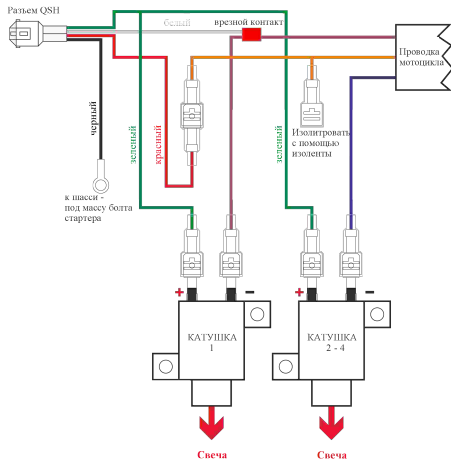 Разъем QSH
белый
врезной контакт
Проводка
мотоцикла
черный
зеленый
красный
зеленый
Изолитровать
с помощью
изоленты
к шасси -
под массу болта
стартера
+
−
+
−
КАТУШКА
1
КАТУШКА
2 - 4
Свеча
Свеча